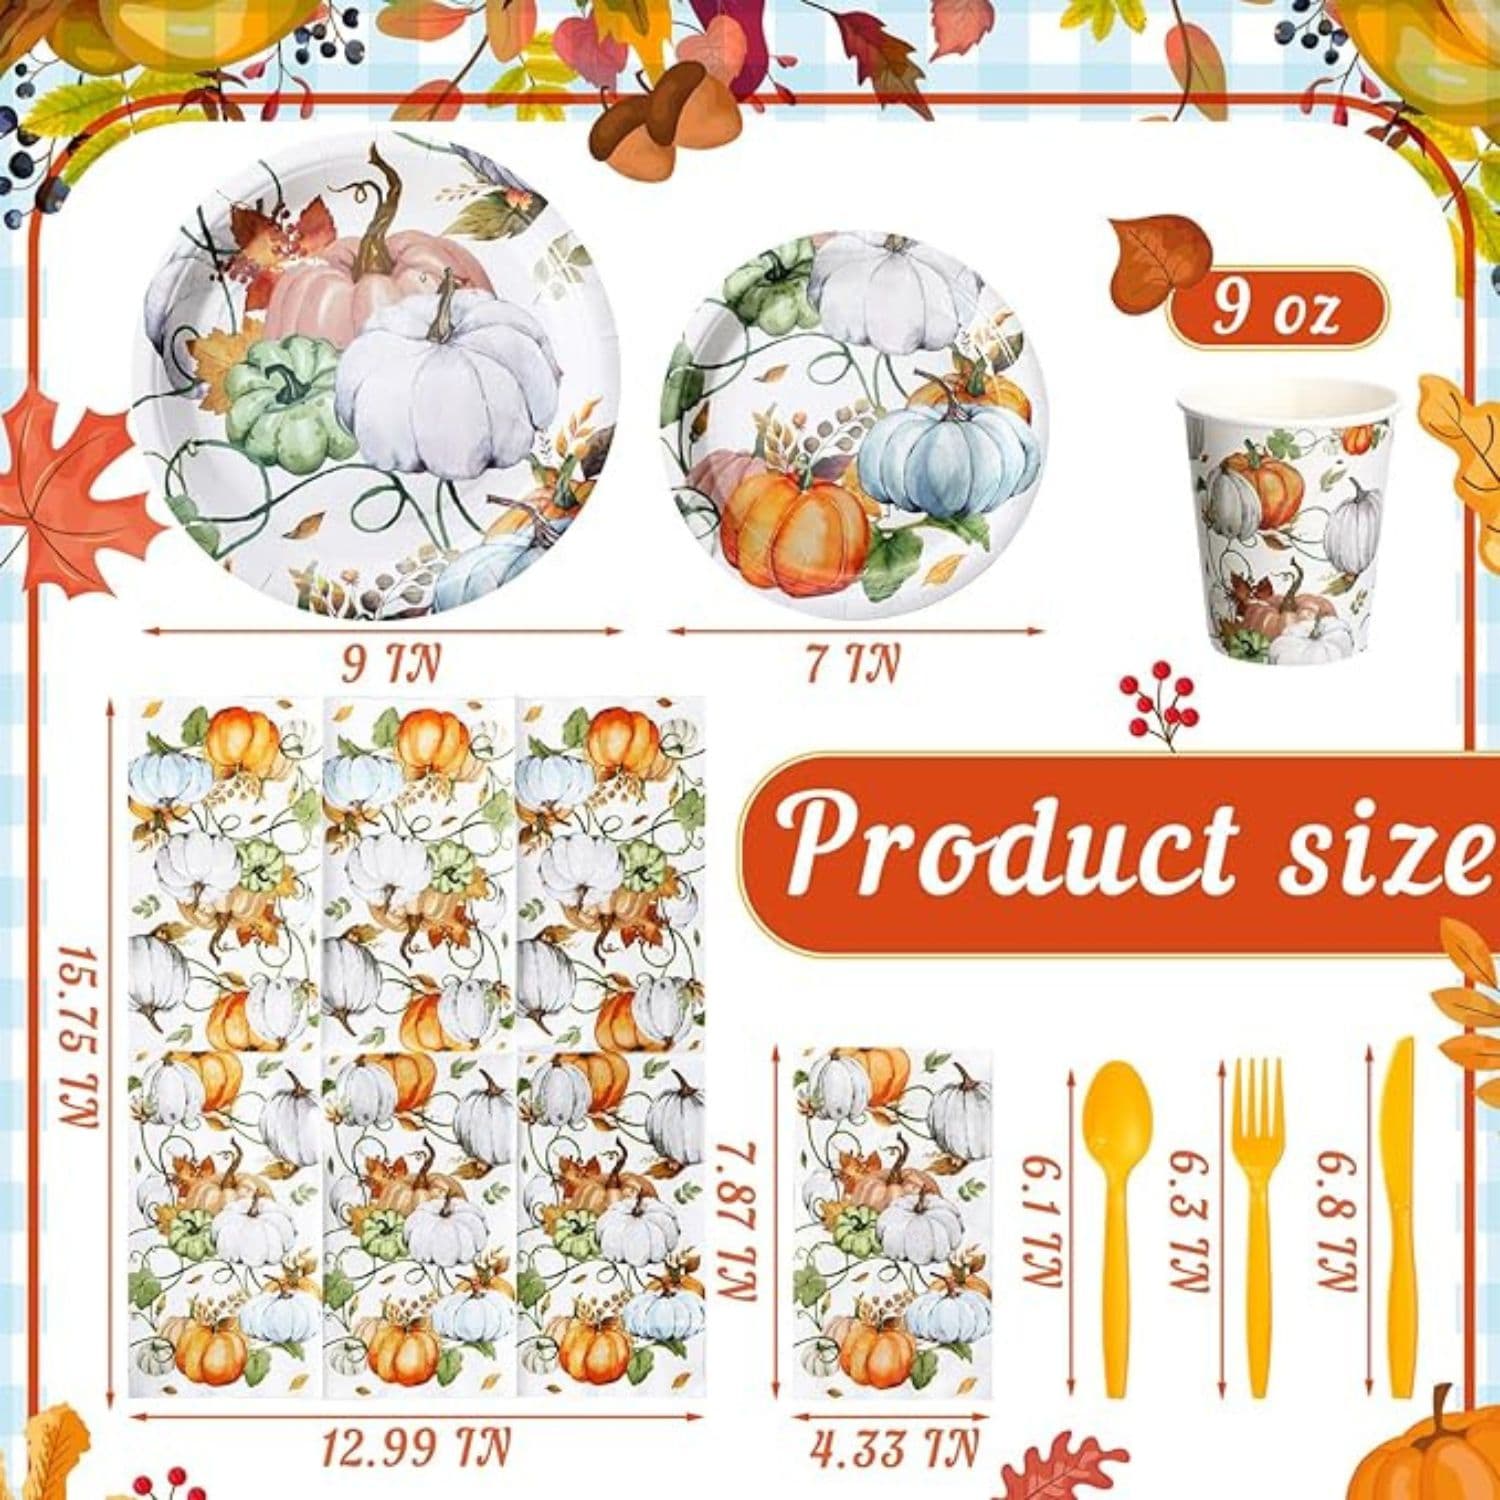 9 oz
9 IN
7 IN
Product size
15.75 IN
12.99 IN
7.87 IN
4.33 IN
6.1 IN
6.3 IN
6.8 IN